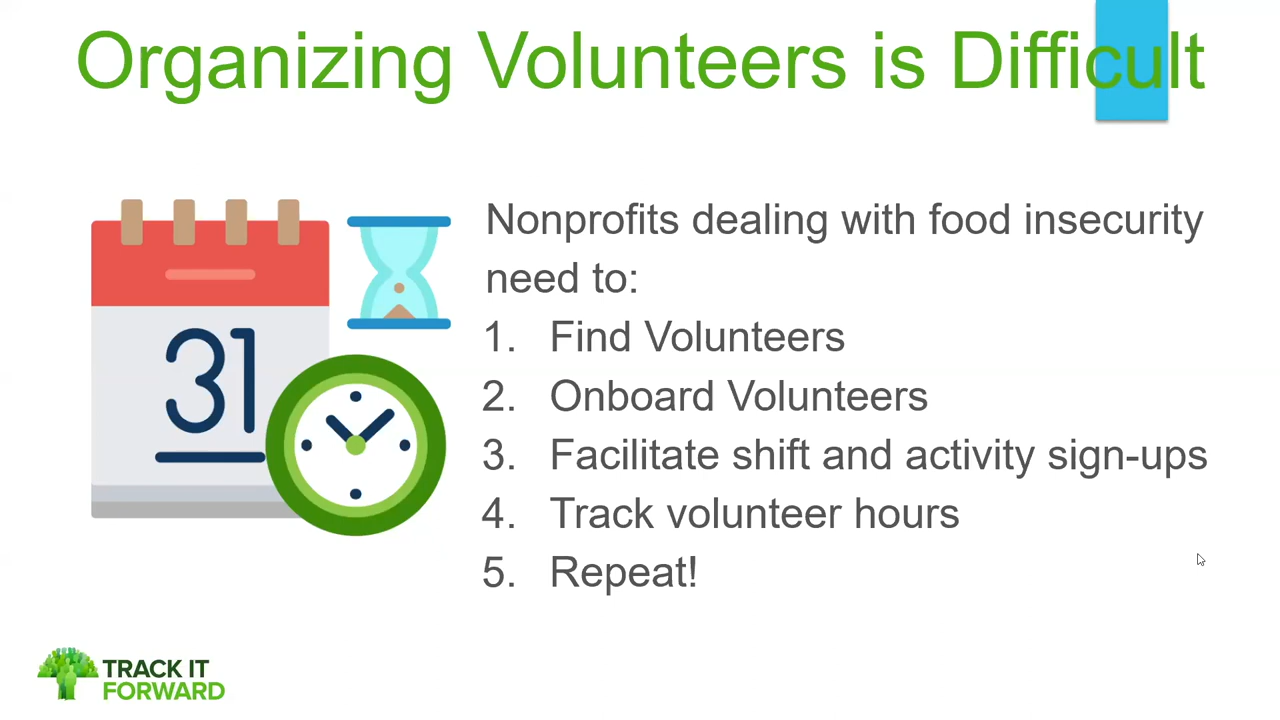 Organizing Volunteers is Difficult
31
Nonprofits dealing with food insecurity
need to:
1. Find Volunteers
2. Onboard Volunteers
3. Facilitate shift and activity sign-ups
4. Track volunteer hours
5. Repeat!
TRACK IT
FORWARD